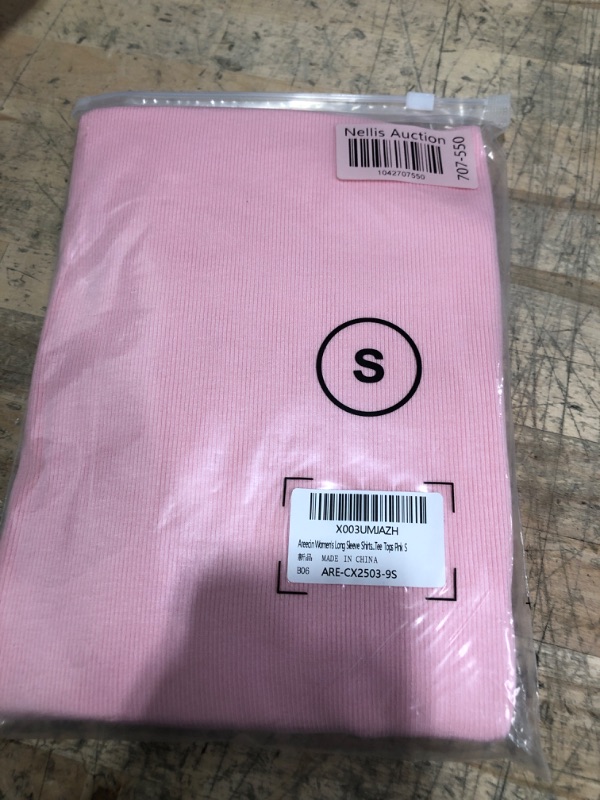 Nellis Auction
1042707550
707-550
S
X003UMJAZH
Areecin Women's Long Sleeve Shirts...Tee Tops Pink S
新品 MADE IN CHINA
B06 ARE-CX2503-9S